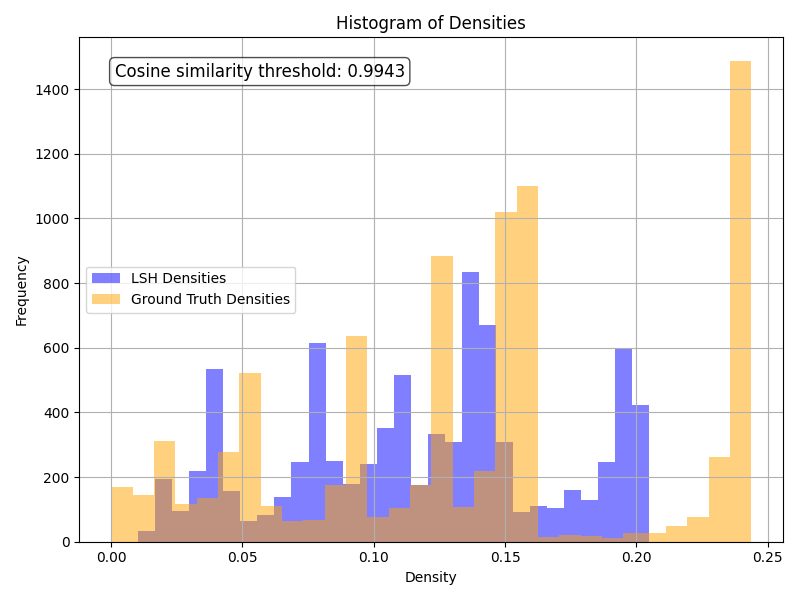 Histogram of Densities
Cosine similarity threshold: 0.9943
1400
1200
1000
800
600
400
200
0
Frequency
LSH Densities
Ground Truth Densities
0.00 0.05 0.10 0.15 0.20 0.25
Density